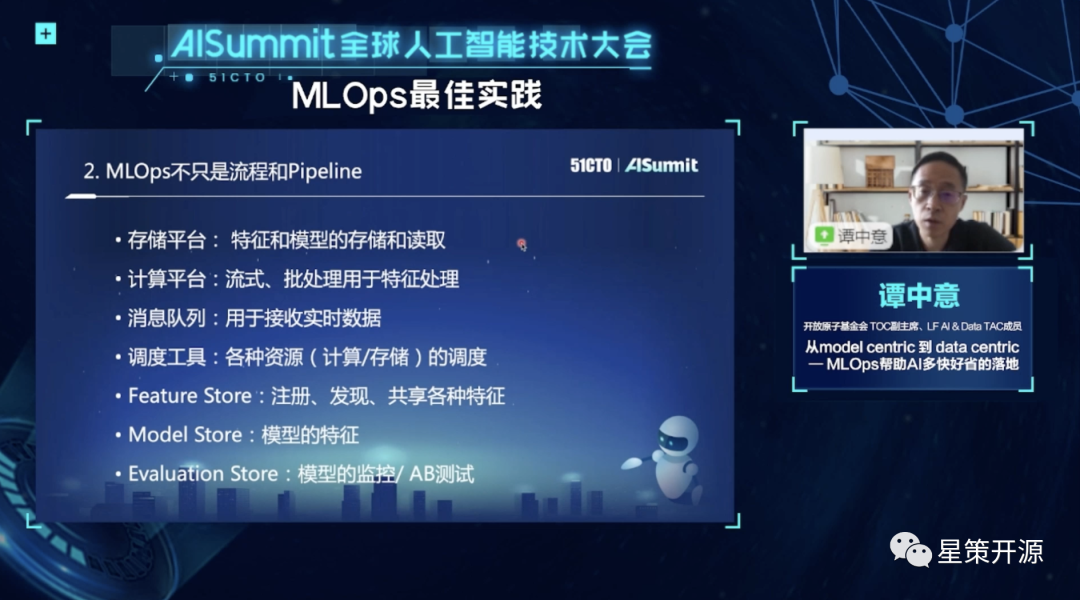 AISummit全球人工智能技术大会
51CTO
MLOps最佳实践
2. MLOps不只是流程和Pipeline
51CTO | AISummit
• 存储平台： 特征和模型的存储和读取
• 计算平台：流式、批处理用于特征处理
• 消息队列：用于接收实时数据
• 调度工具：各种资源（计算/存储）的调度
• Feature Store：注册、发现、共享各种特征
• Model Store：模型的特征
• Evaluation Store：模型的监控/ AB测试
谭中意
谭中意
开放原子基金会 TOC副主席、LF AI & Data TAC成员
从model centric 到 data centric
— MLOps帮助AI多快好省的落地
星策开源